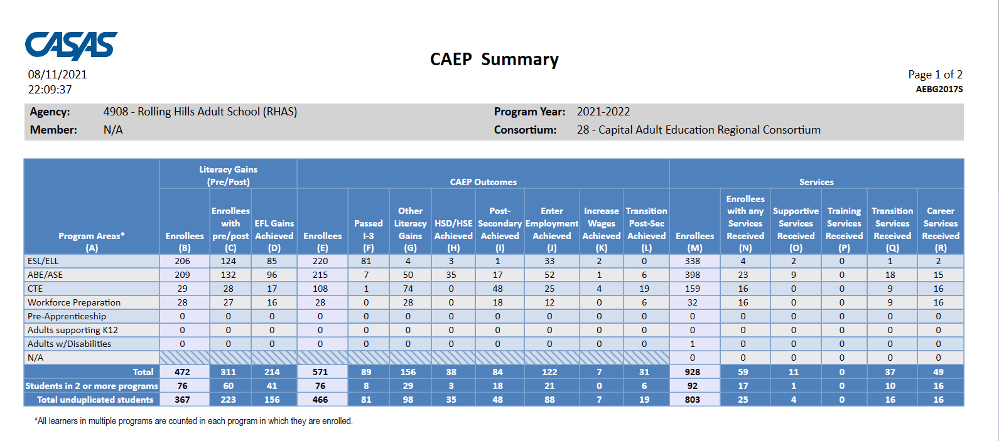 CASAS
08/11/2021
22:09:37
CAEP Summary
Page 1 of 2
AEBG2017S
Agency: 4908 - Rolling Hills Adult School (RHAS) Program Year: 2021-2022
Member: N/A Consortium: 28 - Capital Adult Education Regional Consortium
Literacy Gains
(Pre/Post)
CAEP Outcomes
Services
Program Areas*
(A)
Enrollees
(B)
Enrollees
with
pre/post
(C)
EFL Gains
Achieved
(D)
Enrollees
(E)
Passed
I-3
(F)
Other
Literacy
Gains
(G)
HSD/HSE
Achieved
(H)
Post-
Secondary
Achieved
(I)
Enter
Employment
Achieved
(J)
Increase
Wages
Achieved
(K)
Transition
Post-Sec
Achieved
(L)
Enrollees
(M)
Enrollees
with any
Services
Received
(N)
Supportive
Services
Received
(O)
Training
Services
Received
(P)
Transition
Services
Received
(Q)
Career
Services
Received
(R)
ESL/ELL 206 124 85 220 81 4 3 1 33 2 0 338 4 2 0 1 2
ABE/ASE 209 132 96 215 7 50 35 17 52 1 6 398 23 9 0 18 15
CTE 29 28 17 108 1 74 0 48 25 4 19 159 16 0 0 9 16
Workforce Preparation 28 27 16 28 0 28 0 18 12 0 6 32 16 0 0 9 16
Pre-Apprenticeship 0 0 0 0 0 0 0 0 0 0 0 0 0 0 0 0 0
Adults supporting K12 0 0 0 0 0 0 0 0 0 0 0 0 0 0 0 0 0
Adults w/Disabilities 0 0 0 0 0 0 0 0 0 0 0 1 0 0 0 0 0
N/A 0 0 0 0 0 0
Total 472 311 214 571 89 156 38 84 122 7 31 928 59 11 0 37 49
Students in 2 or more programs 76 60 41 76 8 29 3 18 21 0 6 92 17 1 0 10 16
Total unduplicated students 367 223 156 466 81 98 35 48 88 7 19 803 25 4 0 16 16
*All learners in multiple programs are counted in each program in which they are enrolled.